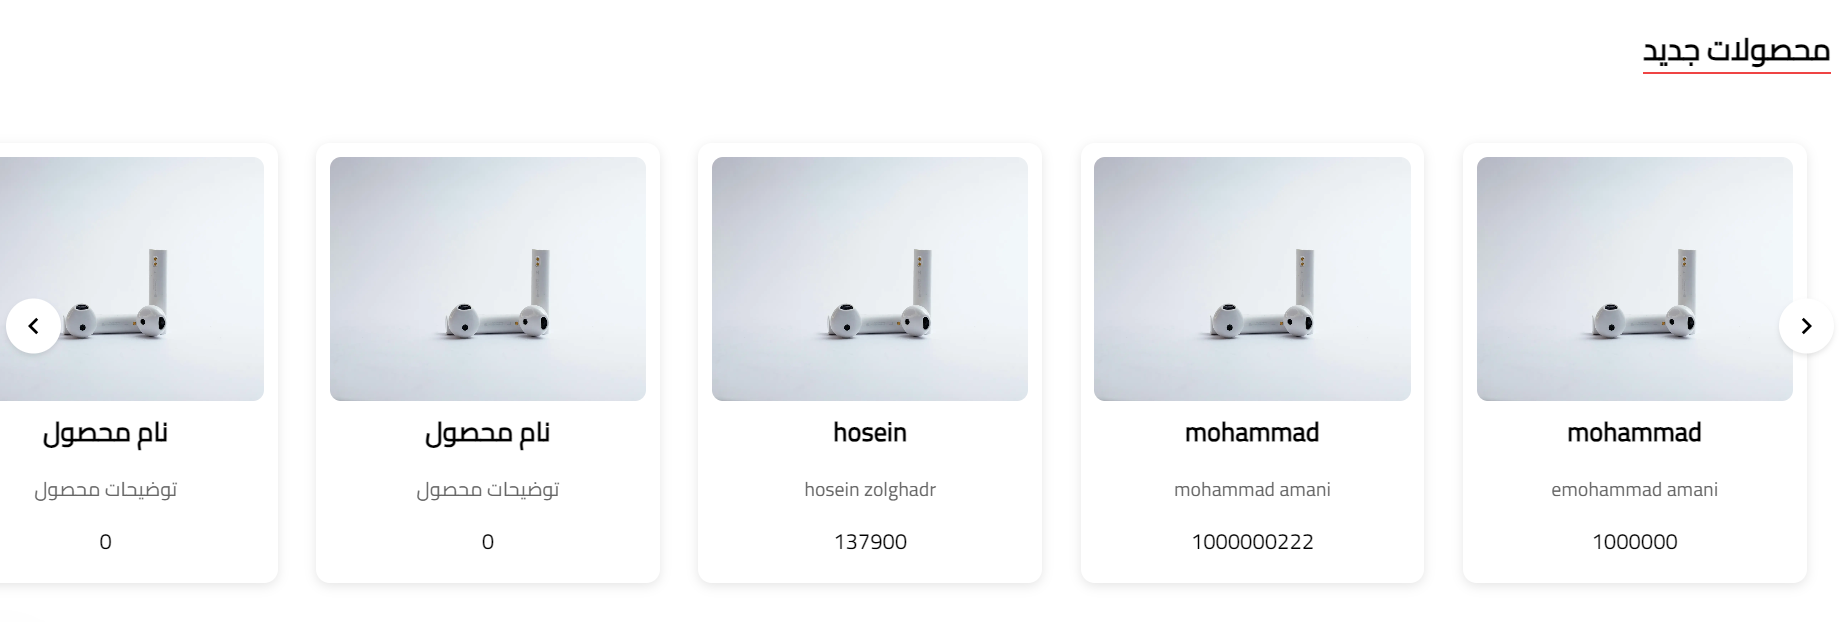 محصولات جدید
mohammad
emohammad amani
1000000
mohammad
mohammad amani
1000000222
hosein
hosein zolghadr
137900
نام محصول
توضیحات محصول
0
نام محصول
توضیحات محصول
0